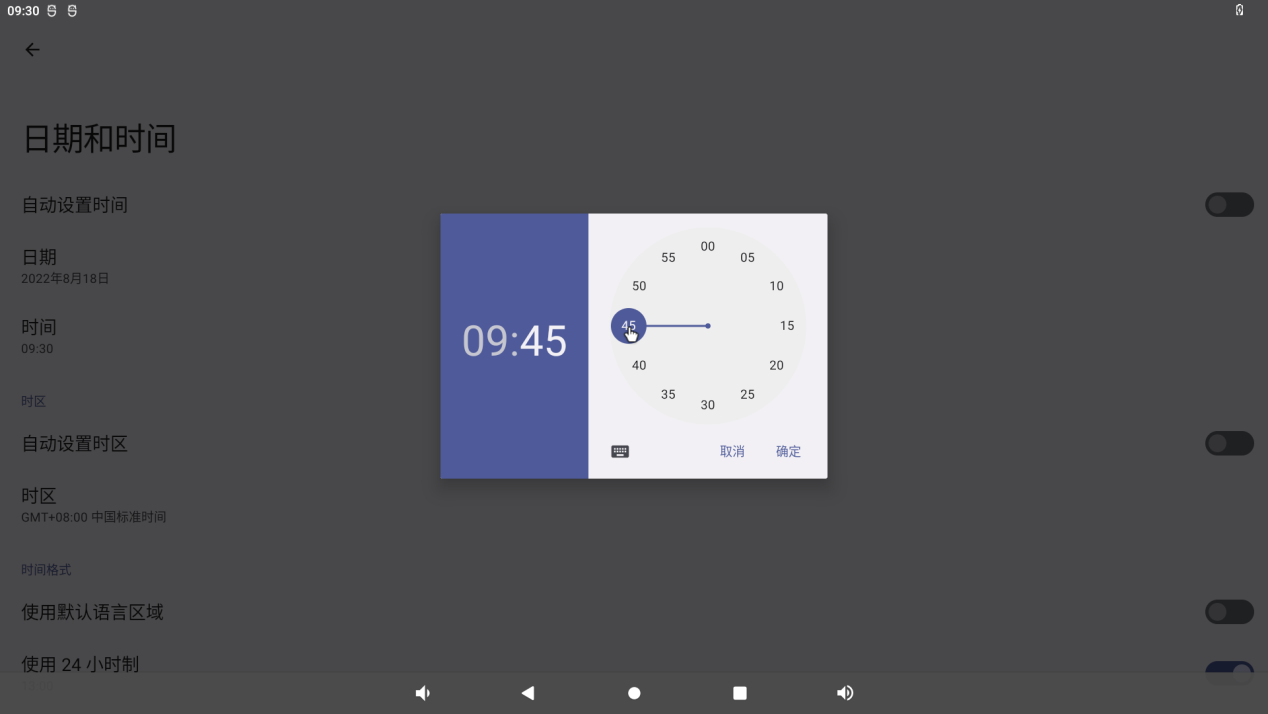 09:30
日期和时间
自动设置时间
日期
2022年8月18日
时间
09:30
时区
自动设置时区
时区
GMT+08:00 中国标准时间
时间格式
使用默认语言区域
使用 24 小时制
09:45
00
05
10
15
20
25
30
35
40
45
50
55
取消
确定